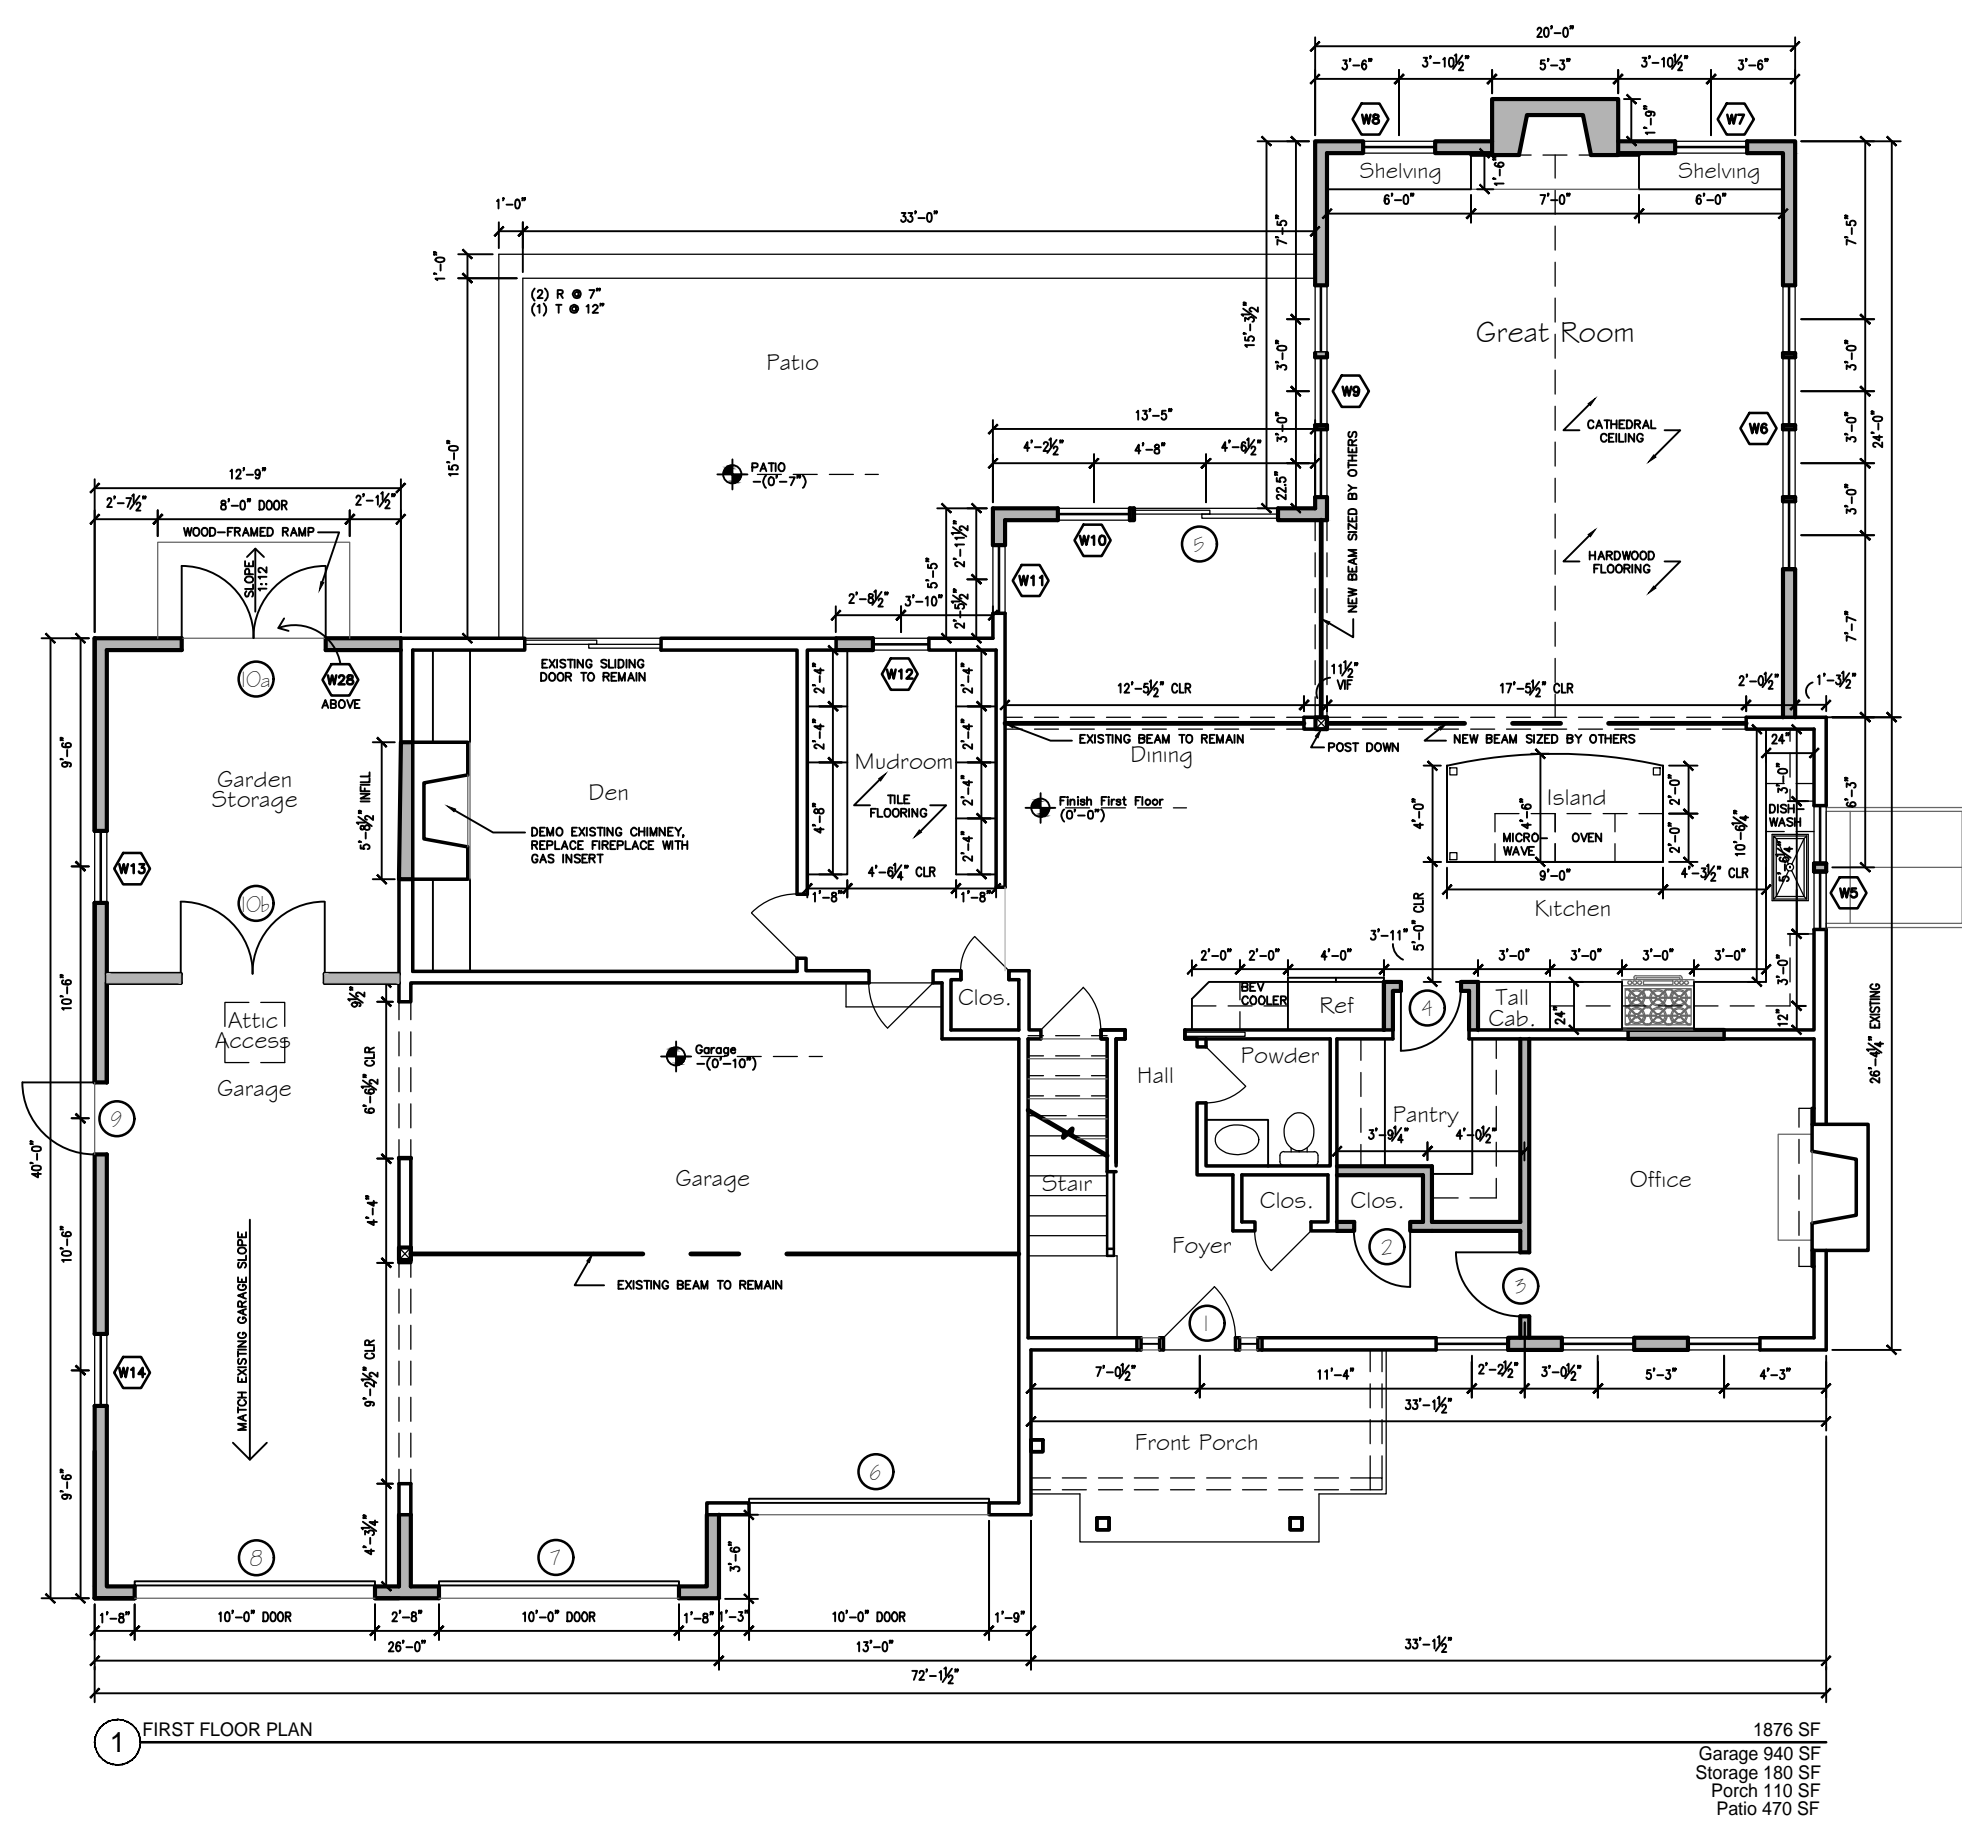 20'-0"
3'-6" 3'-10½" 5'-3" 3'-10½" 3'-6"
W8 W7
1'-9"
Shelving Shelving
1'-6"
6'-0" 7'-0" 6'-0"
1'-0" 33'-0"
7'-5" 7'-5"
1'-0"
(2) R @ 7"
(1) T @ 12"
15'-3½"
Great Room
Patio
3'-0" 3'-0"
W9
13'-5"
CATHEDRAL
CEILING
W6
3'-0" 3'-0" 24'-0"
4'-2½" 4'-8" 4'-6½"
15'-0"
PATIO
-(0'-7")
22.5"
3'-0"
12'-9"
2'-7½" 8'-0" DOOR 2'-1½"
WOOD-FRAMED RAMP
W10 5
NEW BEAM SIZED BY OTHERS
HARDWOOD
FLOORING
SLOPE
1:12
5'-5" 2'-11½"
W11
2'-8½" 3'-10" 2'-5½"
7'-7"
10a W28
ABOVE
EXISTING SLIDING
DOOR TO REMAIN
W12
2'-4" 2'-4"
12'-5½" CLR
11½"
VIF
17'-5½" CLR
2'-0½" 1'-3½"
EXISTING BEAM TO REMAIN
POST DOWN
NEW BEAM SIZED BY OTHERS
24"
9'-6"
2'-4" 2'-4"
Mudroom
Dining
Garden
Storage
5'-8½" INFILL
Den
TILE
FLOORING
2'-4"
4'-8"
Finish First Floor
(0'-0")
4'-0"
4'-6"
Island
2'-0"
2'-0"
MICRO-
WAVE
OVEN
10'-6¼"
3'-0"
DISH-
WASH
6'-3"
DEMO EXISTING CHIMNEY,
REPLACE FIREPLACE WITH
GAS INSERT
2'-4"
W13
4'-6¼" CLR
1'-8" 1'-8"
9'-0" 4'-3½" CLR
5'-6¼"
W5
10b
5'-0" CLR
Kitchen
3'-11"
2'-0" 2'-0" 4'-0" 3'-0" 3'-0" 3'-0" 3'-0"
3'-0"
10'-6"
9½"
Clos.
BEV
COOLER
Ref
4
Tall
Cab.
24"
12"
26'-4¼" EXISTING
Attic
Access
Garage
6'-6½" CLR
Garage
-(0'-10")
Powder
Hall
9
Pantry
3'-9¼" 4'-0½"
40'-0"
Garage
Stair
Office
4'-4"
Clos. Clos.
10'-6"
Foyer
2
MATCH EXISTING GARAGE SLOPE
EXISTING BEAM TO REMAIN
3
1
W14
9'-2½" CLR
7'-0½" 11'-4" 2'-2½" 3'-0½" 5'-3" 4'-3"
33'-1½"
Front Porch
9'-6"
6
4'-3¼"
8 7
3'-6"
1'-8" 10'-0" DOOR 2'-8" 10'-0" DOOR 1'-8" 1'-3" 10'-0" DOOR 1'-9"
26'-0" 13'-0" 33'-1½"
72'-1½"
1 FIRST FLOOR PLAN 1876 SF
Garage 940 SF
Storage 180 SF
Porch 110 SF
Patio 470 SF